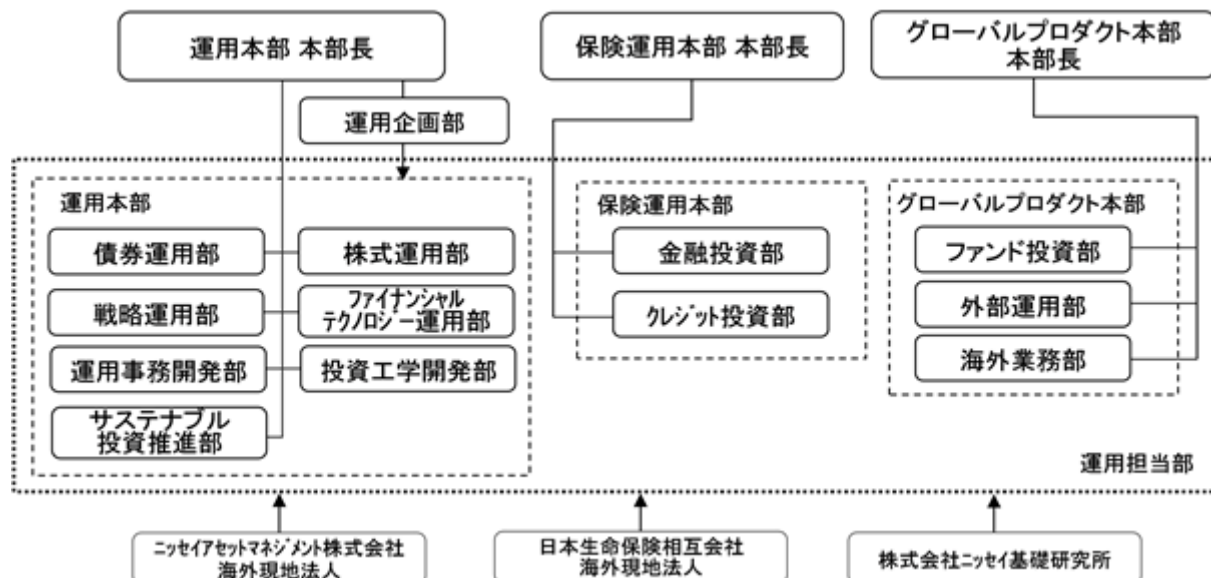 運用本部 本部長
保険運用本部 本部長
グローバルプロダクト本部
本部長
運用企画部
運用本部
債券運用部
株式運用部
戦略運用部
ファイナンシャル
テクノロジー運用部
運用事務開発部
投資工学開発部
サステナブル
投資推進部
保険運用本部
金融投資部
クレジット投資部
グローバルプロダクト本部
ファンド投資部
外部運用部
海外業務部
運用担当部
ニッセイアセットマネジメント株式会社
海外現地法人
日本生命保険相互会社
海外現地法人
株式会社ニッセイ基礎研究所